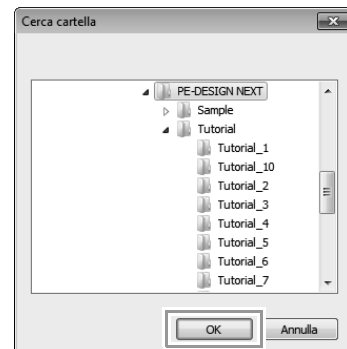 Cerca cartella
PE-DESIGN NEXT
Sample
Tutorial
Tutorial_1
Tutorial_10
Tutorial_2
Tutorial_3
Tutorial_4
Tutorial_5
Tutorial_6
Tutorial_7
OK
Annulla